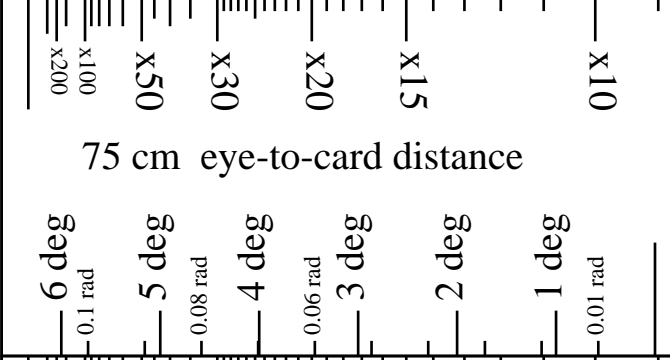 x200 x100 x50 x30 x20 x15 x10
75 cm eye-to-card distance
6 deg 0.1 rad 5 deg 0.08 rad 4 deg 0.06 rad 3 deg 2 deg 1 deg 0.01 rad